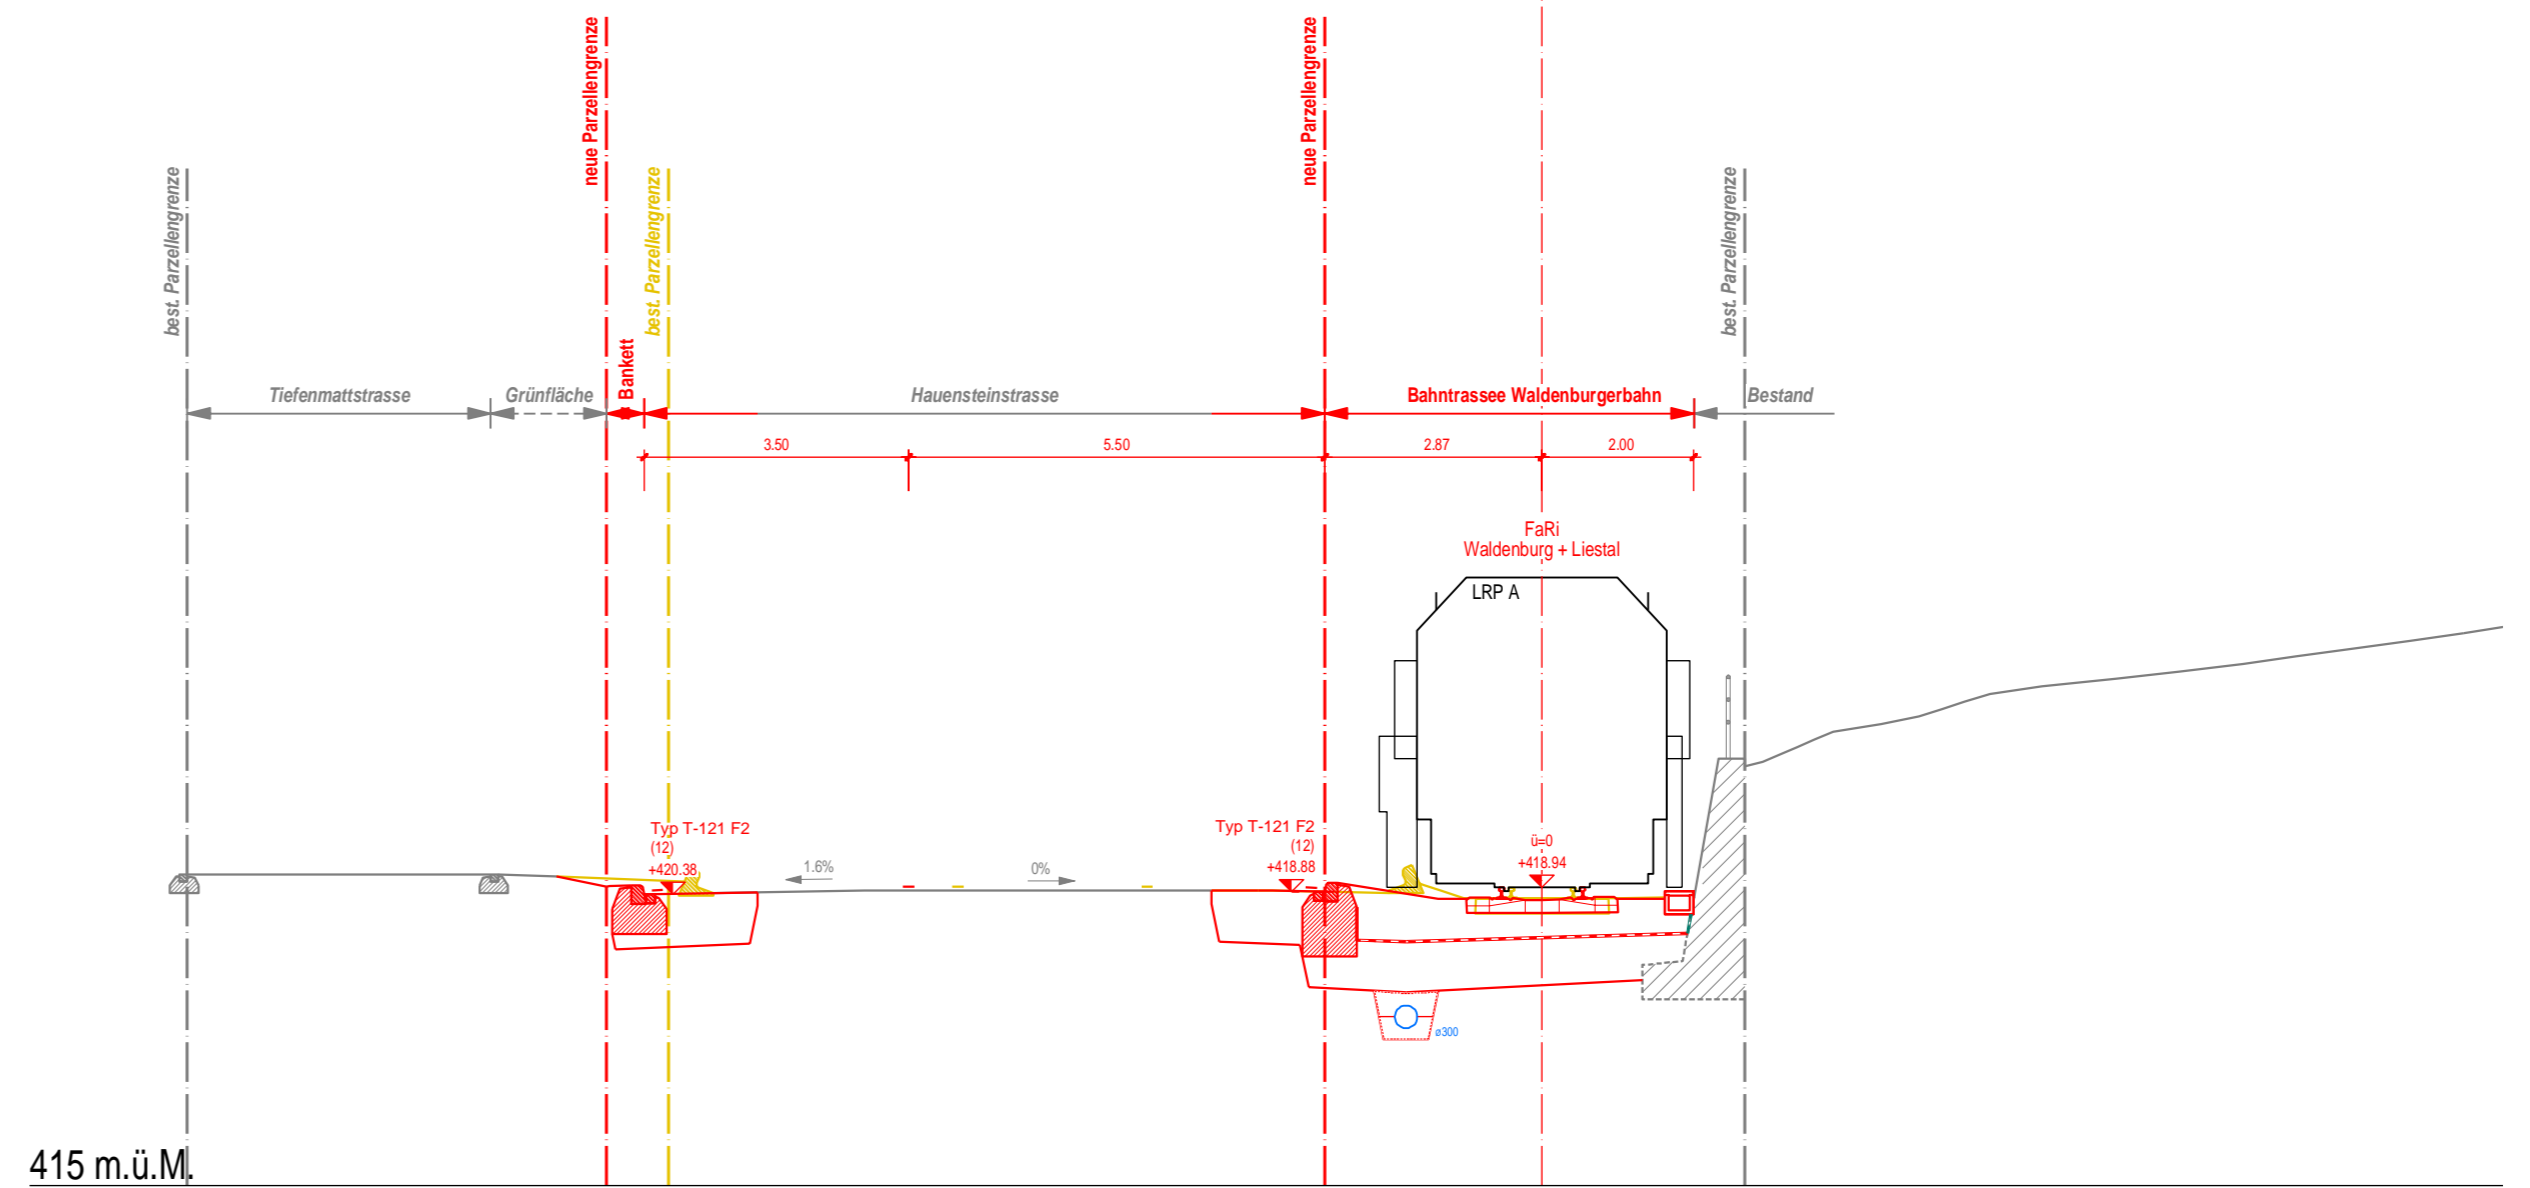 neue Parzellengrenze
neue Parzellengrenze
best. Parzellengrenze
best. Parzellengrenze
best. Parzellengrenze
Bankett
Tiefenmattstrasse
Grünfläche
Hauensteinstrasse
Bahntrassee Waldenburgerbahn
Bestand
3.50
5.50
2.87
2.00
FaRi
Waldenburg + Liestal
LRP A
Typ T-121 F2
(12)
+420.38
1.6%
0%
Typ T-121 F2
(12)
+418.88
ü=0
+418.94
ø300
415 m.ü.M.